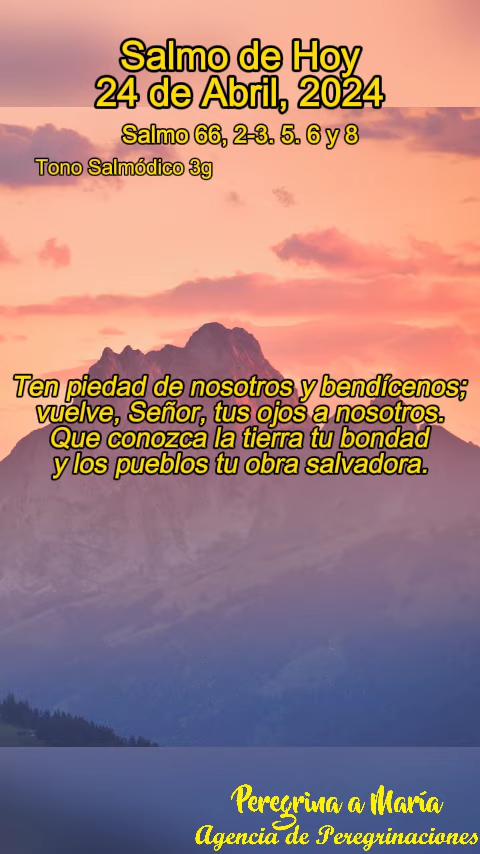 Salmo de Hoy
24 de Abril, 2024
Salmo 66, 2-3. 5. 6 y 8
Tono Salmódico 3g
Ten piedad de nosotros y bendícenos;
vuelve, Señor, tus ojos a nosotros.
Que conozca la tierra tu bondad
y los pueblos tu obra salvadora.
Peregrina a María
Agencia de Peregrinaciones